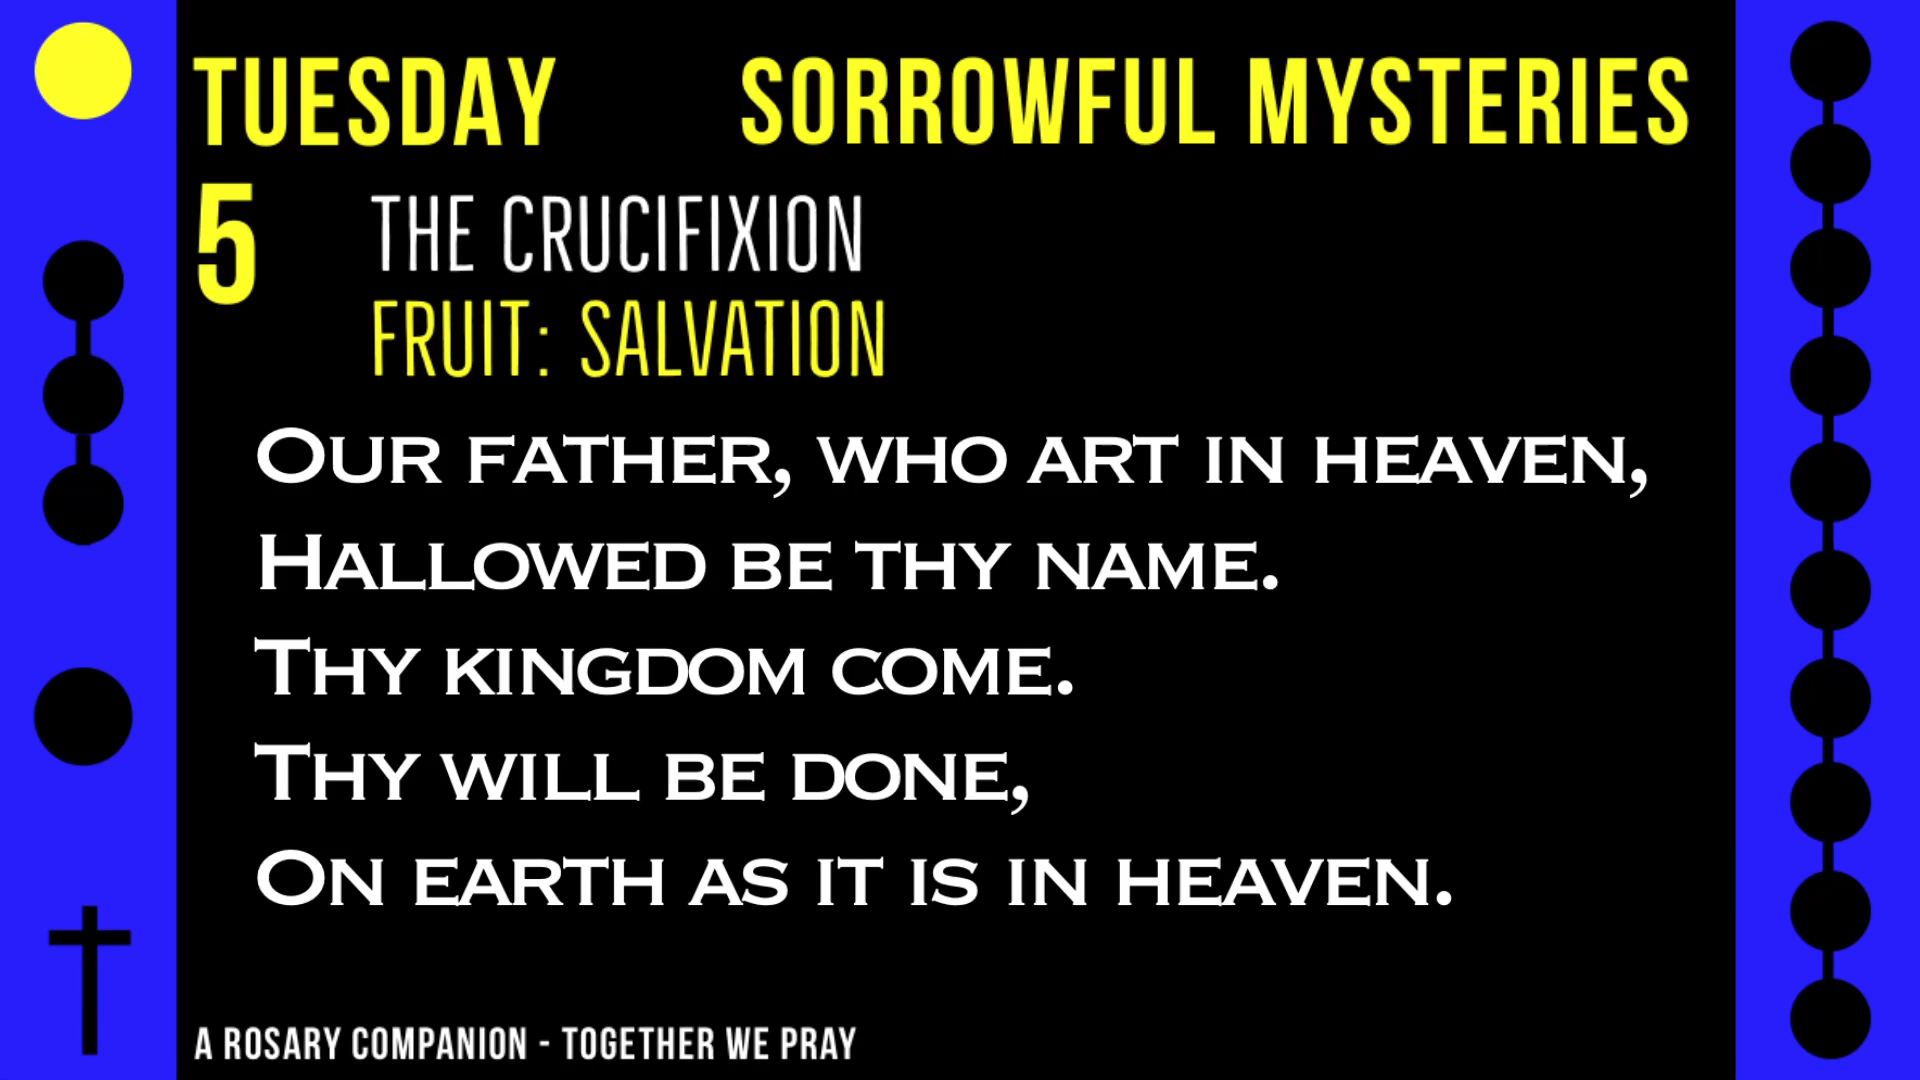 TUESDAY SORROWFUL MYSTERIES
5 THE CRUCIFIXION
FRUIT: SALVATION
OUR FATHER, WHO ART IN HEAVEN,
HALLOWED BE THY NAME.
THY KINGDOM COME.
THY WILL BE DONE,
ON EARTH AS IT IS IN HEAVEN.
A ROSARY COMPANION - TOGETHER WE PRAY